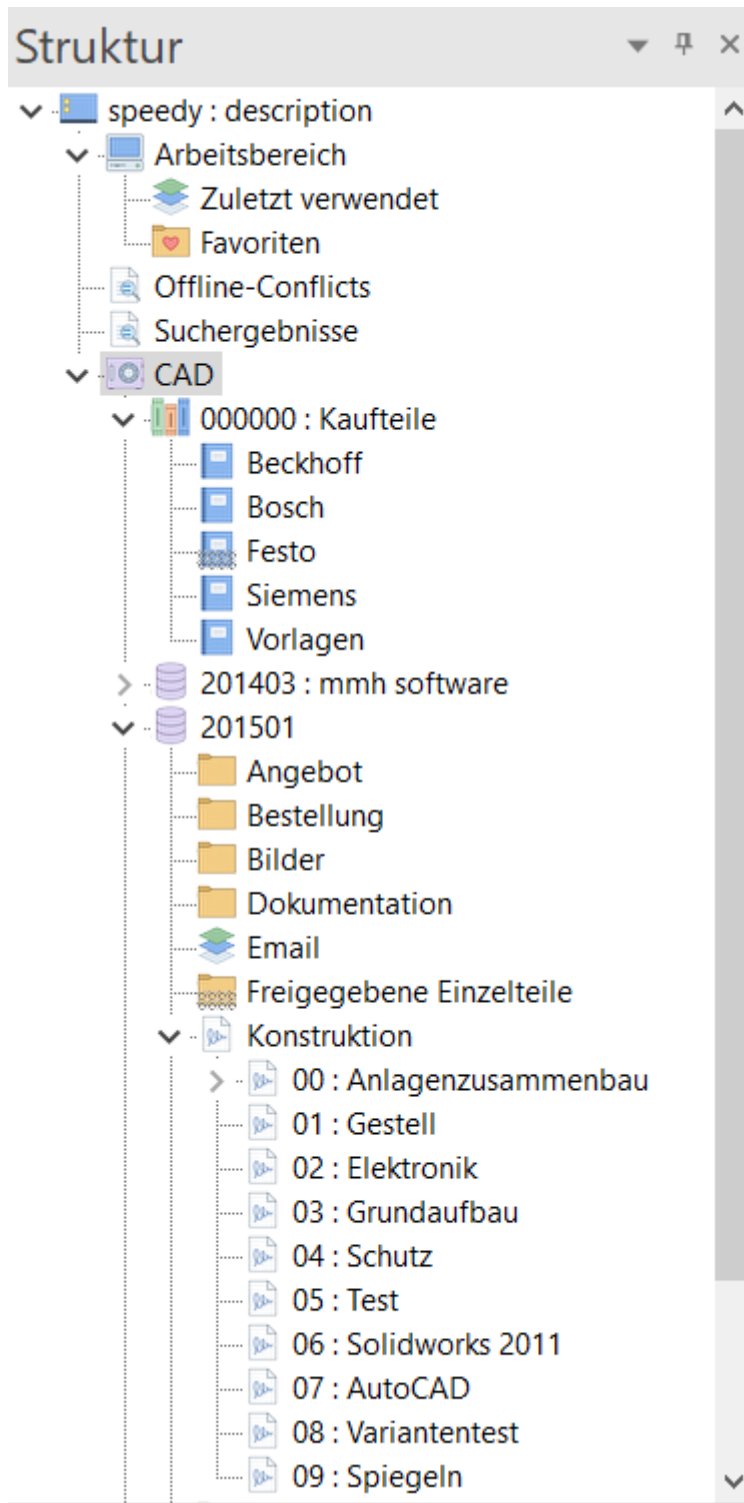 Struktur
speedy : description
Arbeitsbereich
Zuletzt verwendet
Favoriten
Offline-Conflicts
Suchergebnisse
CAD
000000 : Kaufteile
Beckhoff
Bosch
Festo
Siemens
Vorlagen
201403 : mmh software
201501
Angebot
Bestellung
Bilder
Dokumentation
Email
Freigegebene Einzelteile
Konstruktion
00 : Anlagenzusammenbau
01 : Gestell
02 : Elektronik
03 : Grundaufbau
04 : Schutz
05 : Test
06 : Solidworks 2011
07 : AutoCAD
08 : Variantentest
09 : Spiegeln